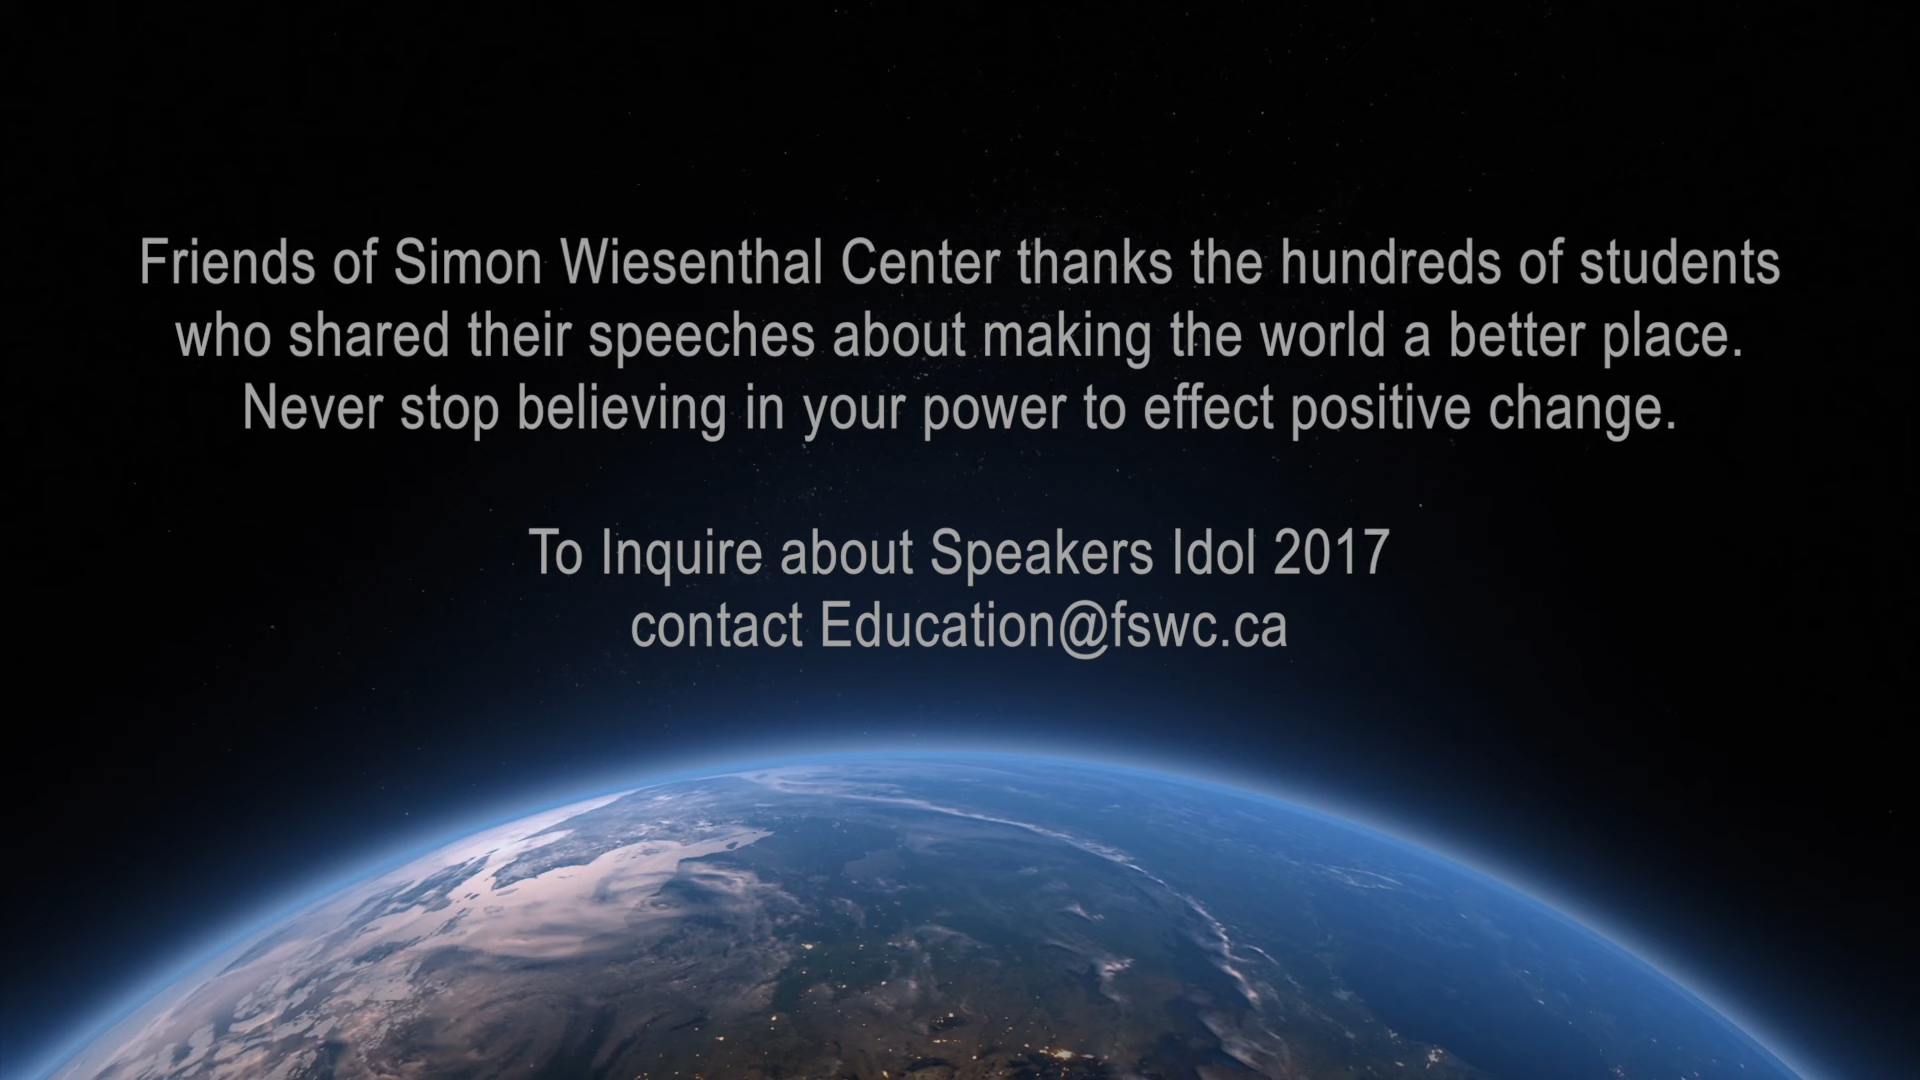 Friends of Simon Wiesenthal Center thanks the hundreds of students
who shared their speeches about making the world a better place.
Never stop believing in your power to effect positive change.
To Inquire about Speakers Idol 2017
contact Education@fswc.ca